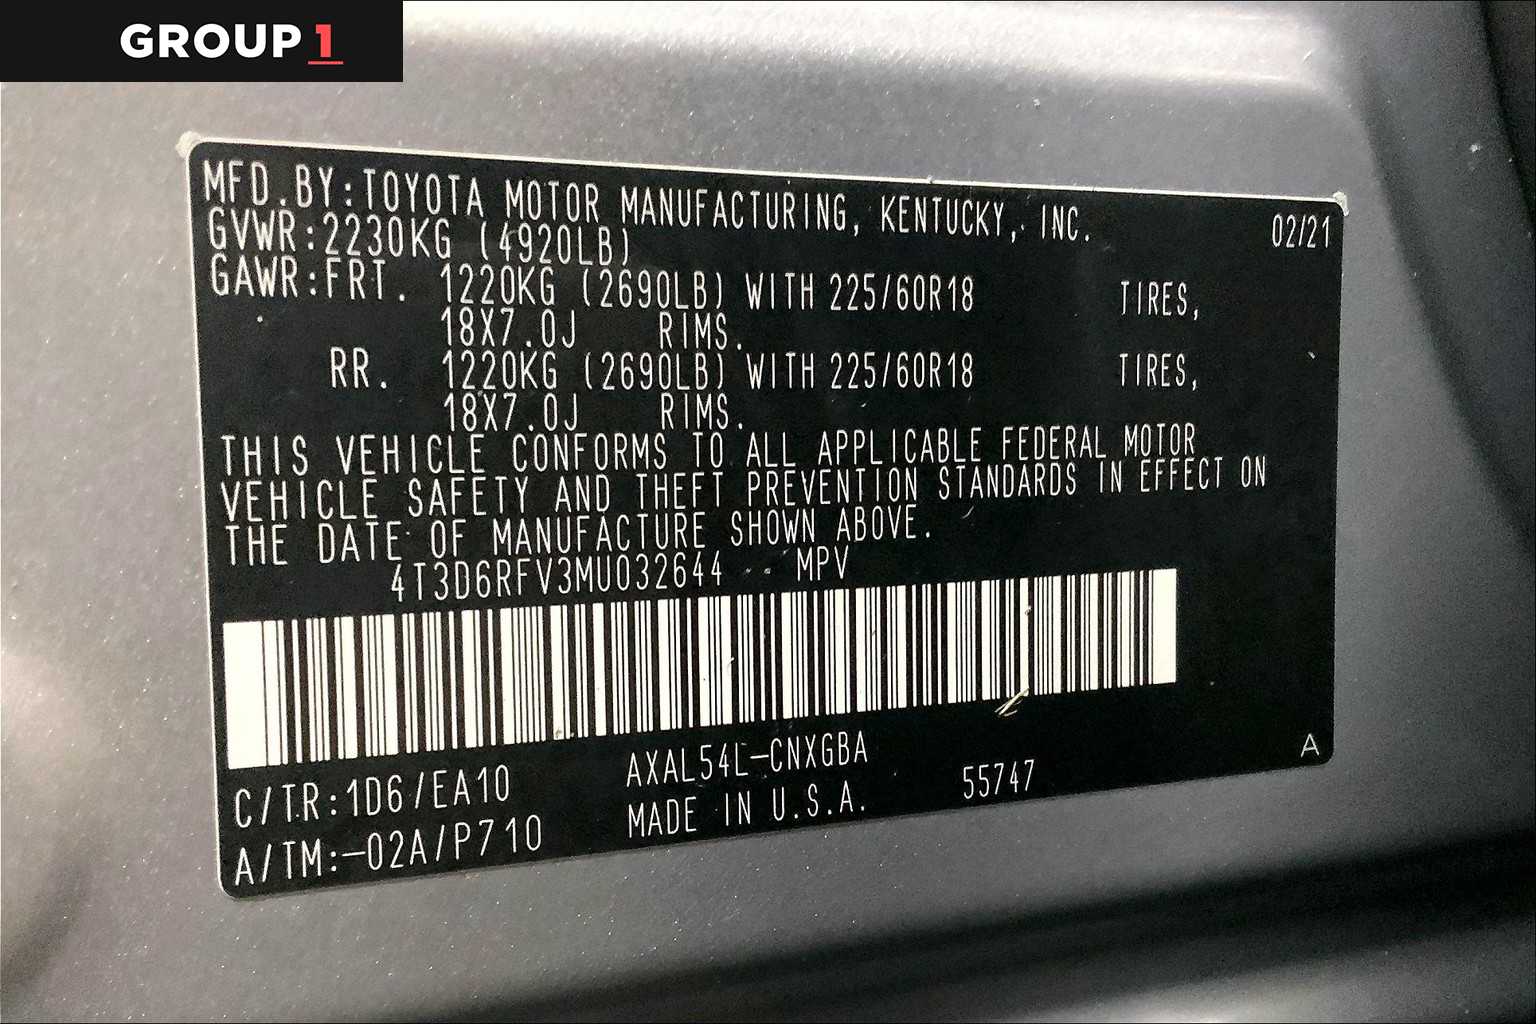 GROUP 1
MFD.BY:TOYOTA MOTOR MANUFACTURING, KENTUCKY, INC. 02/21
GVWR:2230KG (4920LB)
GAWR:FRT. 1220KG (2690LB) WITH 225/60R18 TIRES,
18X7.0J RIMS.
RR. 1220KG (2690LB) WITH 225/60R18 TIRES,
18X7.0J RIMS.
THIS VEHICLE CONFORMS TO ALL APPLICABLE FEDERAL MOTOR
VEHICLE SAFETY AND THEFT PREVENTION STANDARDS IN EFFECT ON
THE DATE OF MANUFACTURE SHOWN ABOVE.
4T3D6RFV3MU032644 MPV
C/TR:1D6/EA10 AXAL54L-CNXGBA 55747 A
A/TM:-02A/P710 MADE IN U.S.A.